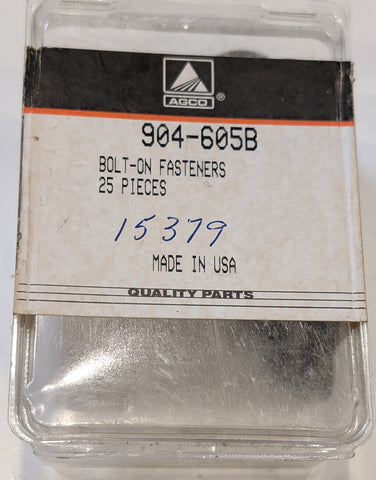 AGCO®
904-605B
BOLT-ON FASTENERS
25 PIECES
15379
MADE IN USA
QUALITY PARTS